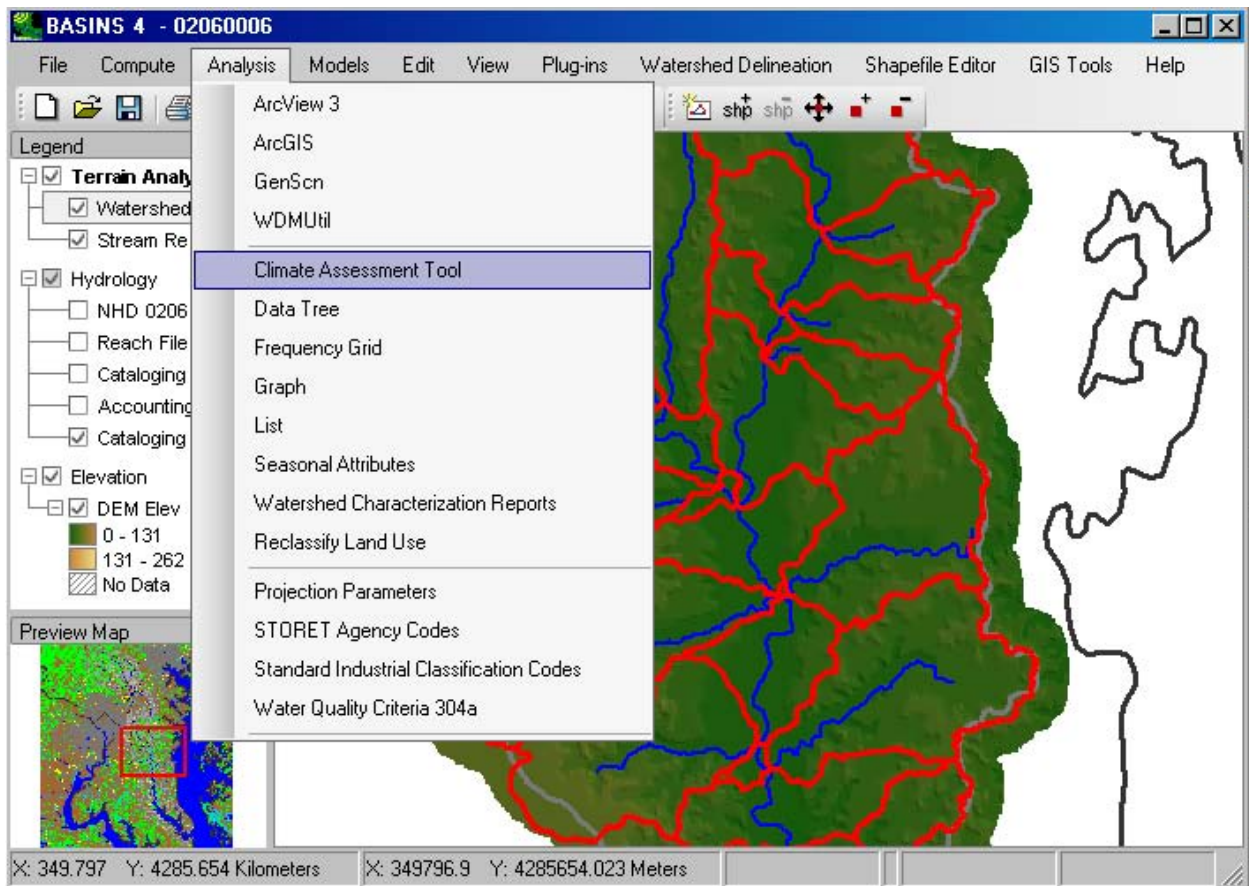 BASINS 4 - 02060006
File Compute Analysis Models Edit View Plug-ins Watershed Delineation Shapefile Editor GIS Tools Help
shp shp
Legend
Terrain Analy
Watershed
Stream Re
Hydrology
NHD 0206
Reach File
Cataloging
Accounting
Cataloging
Elevation
DEM Elev
0 - 131
131 - 262
No Data
Preview Map
ArcView 3
ArcGIS
GenScn
WDMUtil
Climate Assessment Tool
Data Tree
Frequency Grid
Graph
List
Seasonal Attributes
Watershed Characterization Reports
Reclassify Land Use
Projection Parameters
STORET Agency Codes
Standard Industrial Classification Codes
Water Quality Criteria 304a
X: 349.797 Y: 4285.654 Kilometers X: 349796.9 Y: 4285654.023 Meters